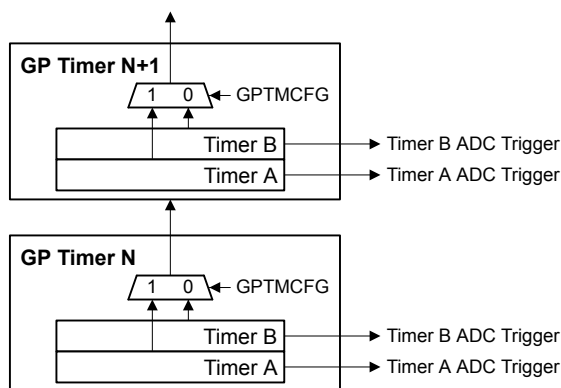 GP Timer N+1
1 0 GPTMCFG
Timer B Timer B ADC Trigger
Timer A Timer A ADC Trigger
GP Timer N
1 0 GPTMCFG
Timer B Timer B ADC Trigger
Timer A Timer A ADC Trigger